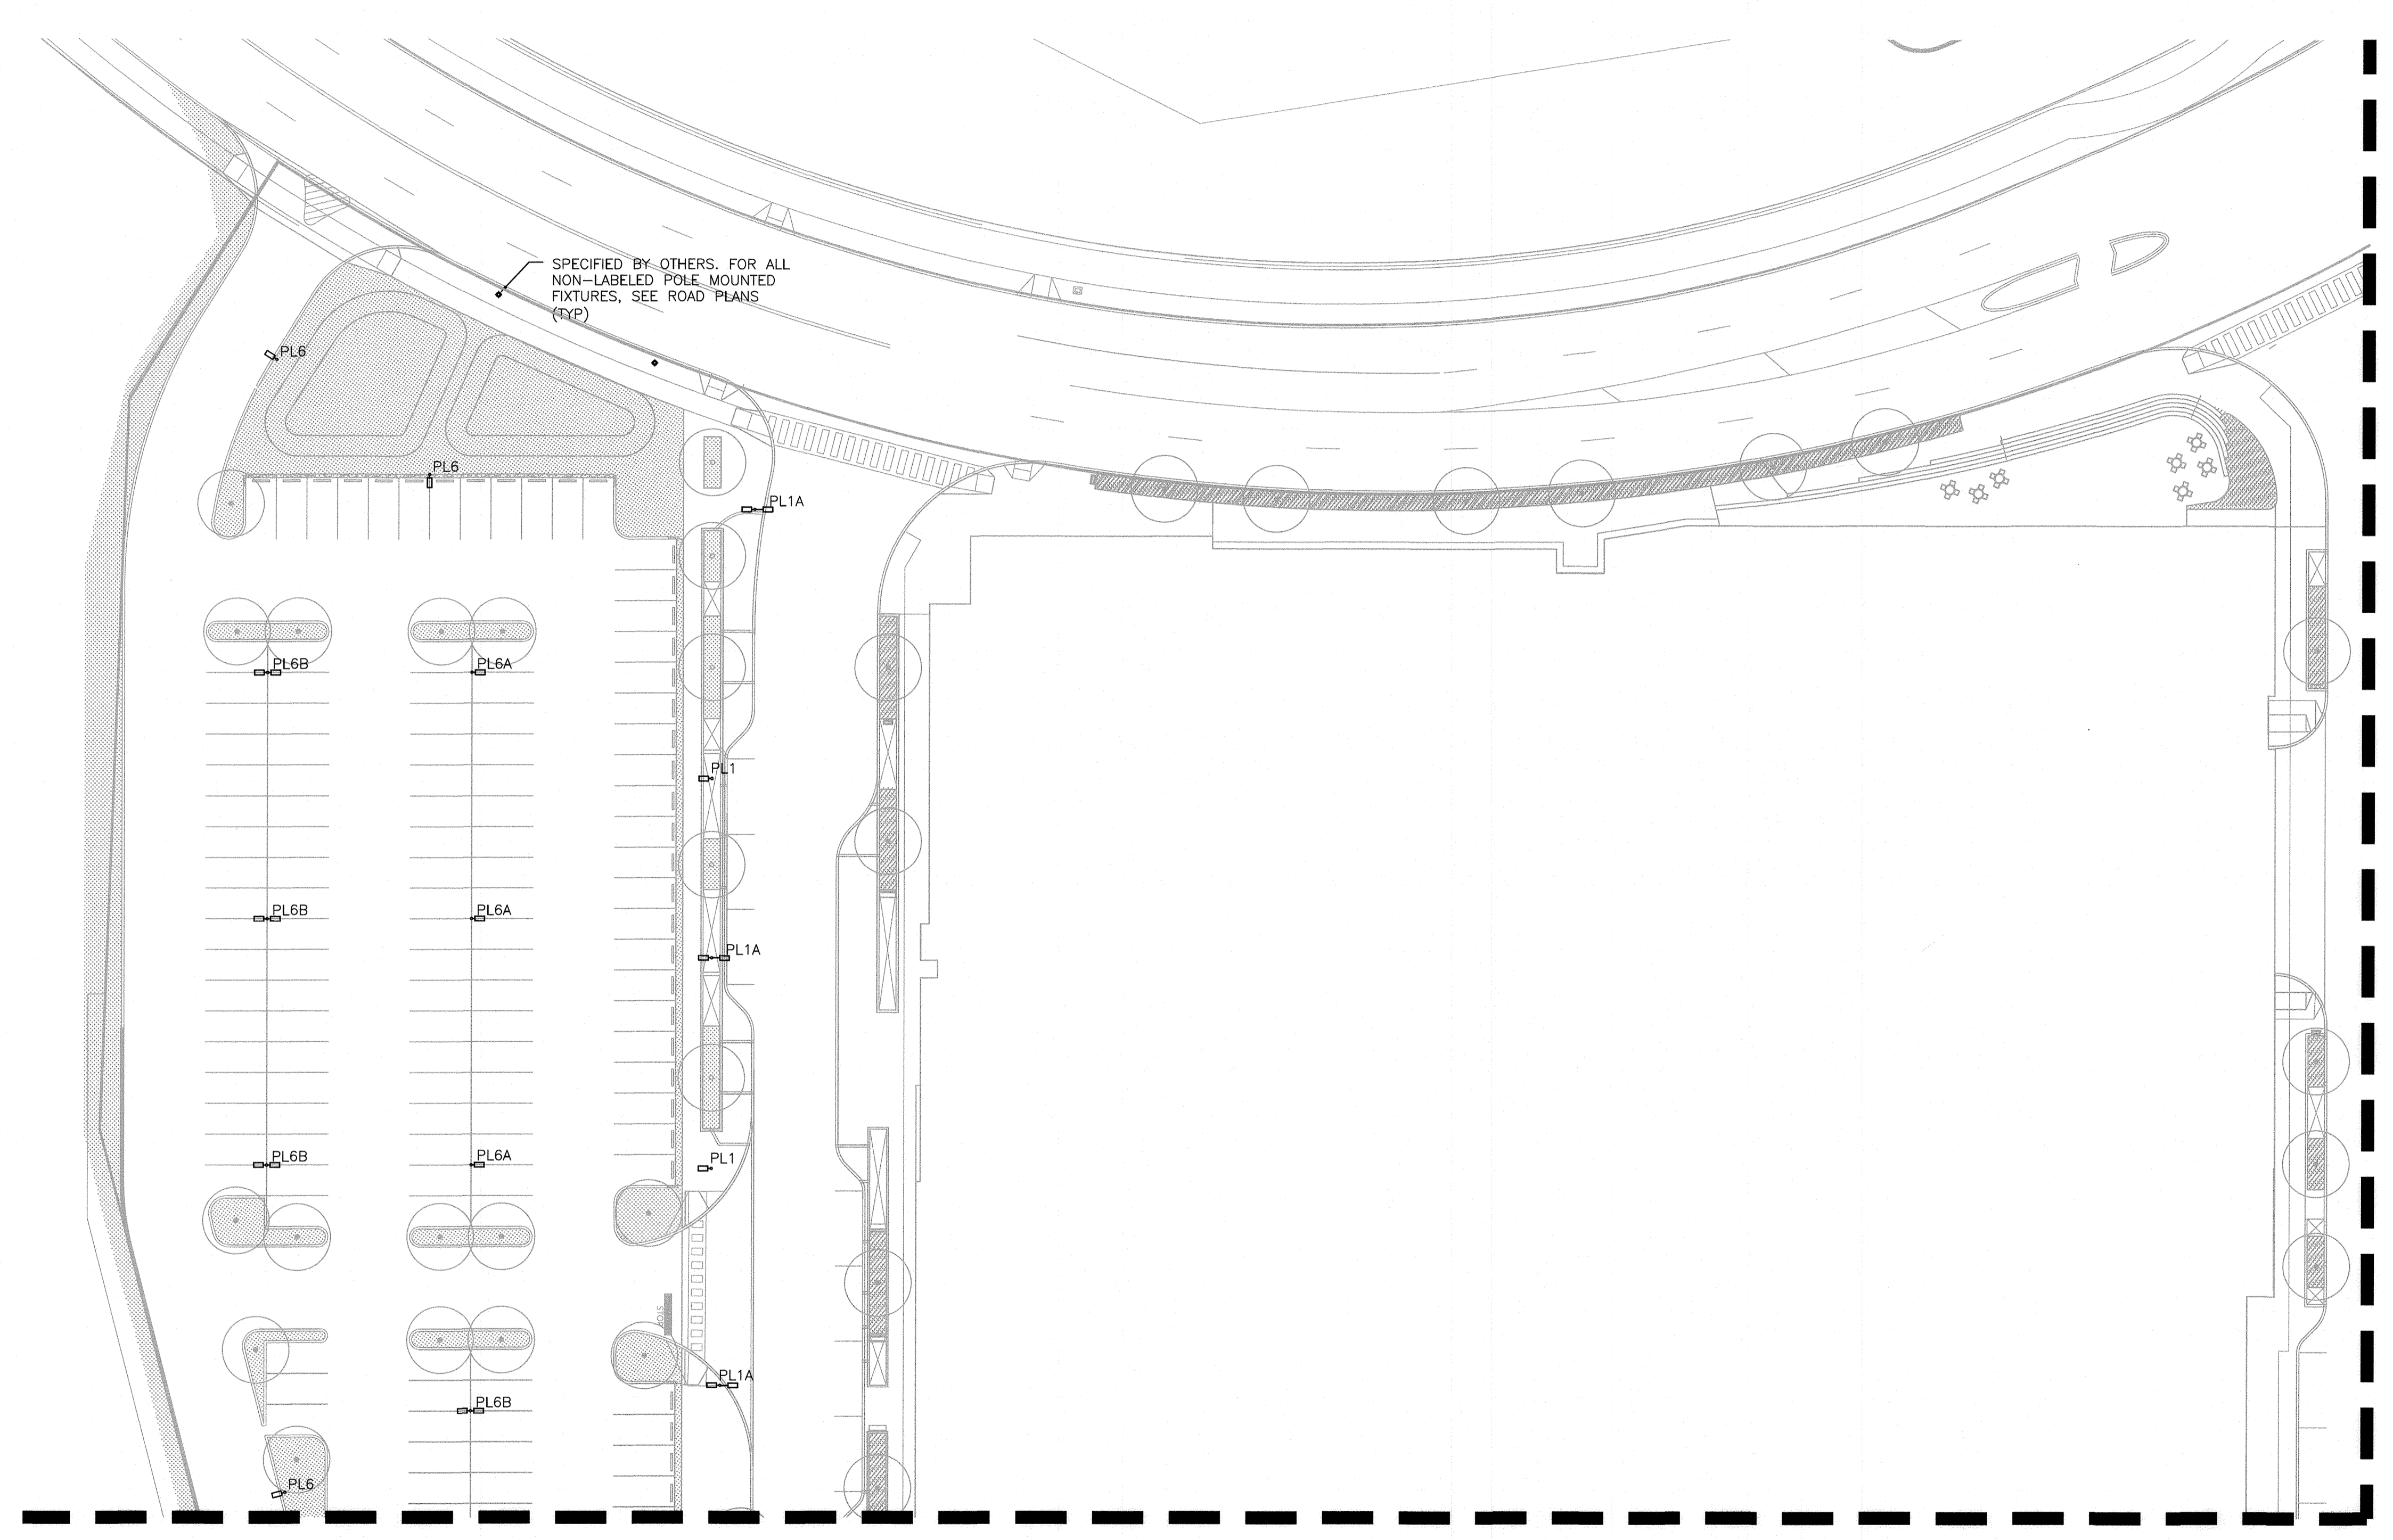 SPECIFIED BY OTHERS. FOR ALL
NON-LABELED POLE MOUNTED
FIXTURES, SEE ROAD PLANS
(TYP)
PL6
PL6
PL1A
PL6B
PL6A
PL1
PL6B
PL6A
PL1A
PL6B
PL6A
PL1
STOP
PL1A
PL6B
PL6